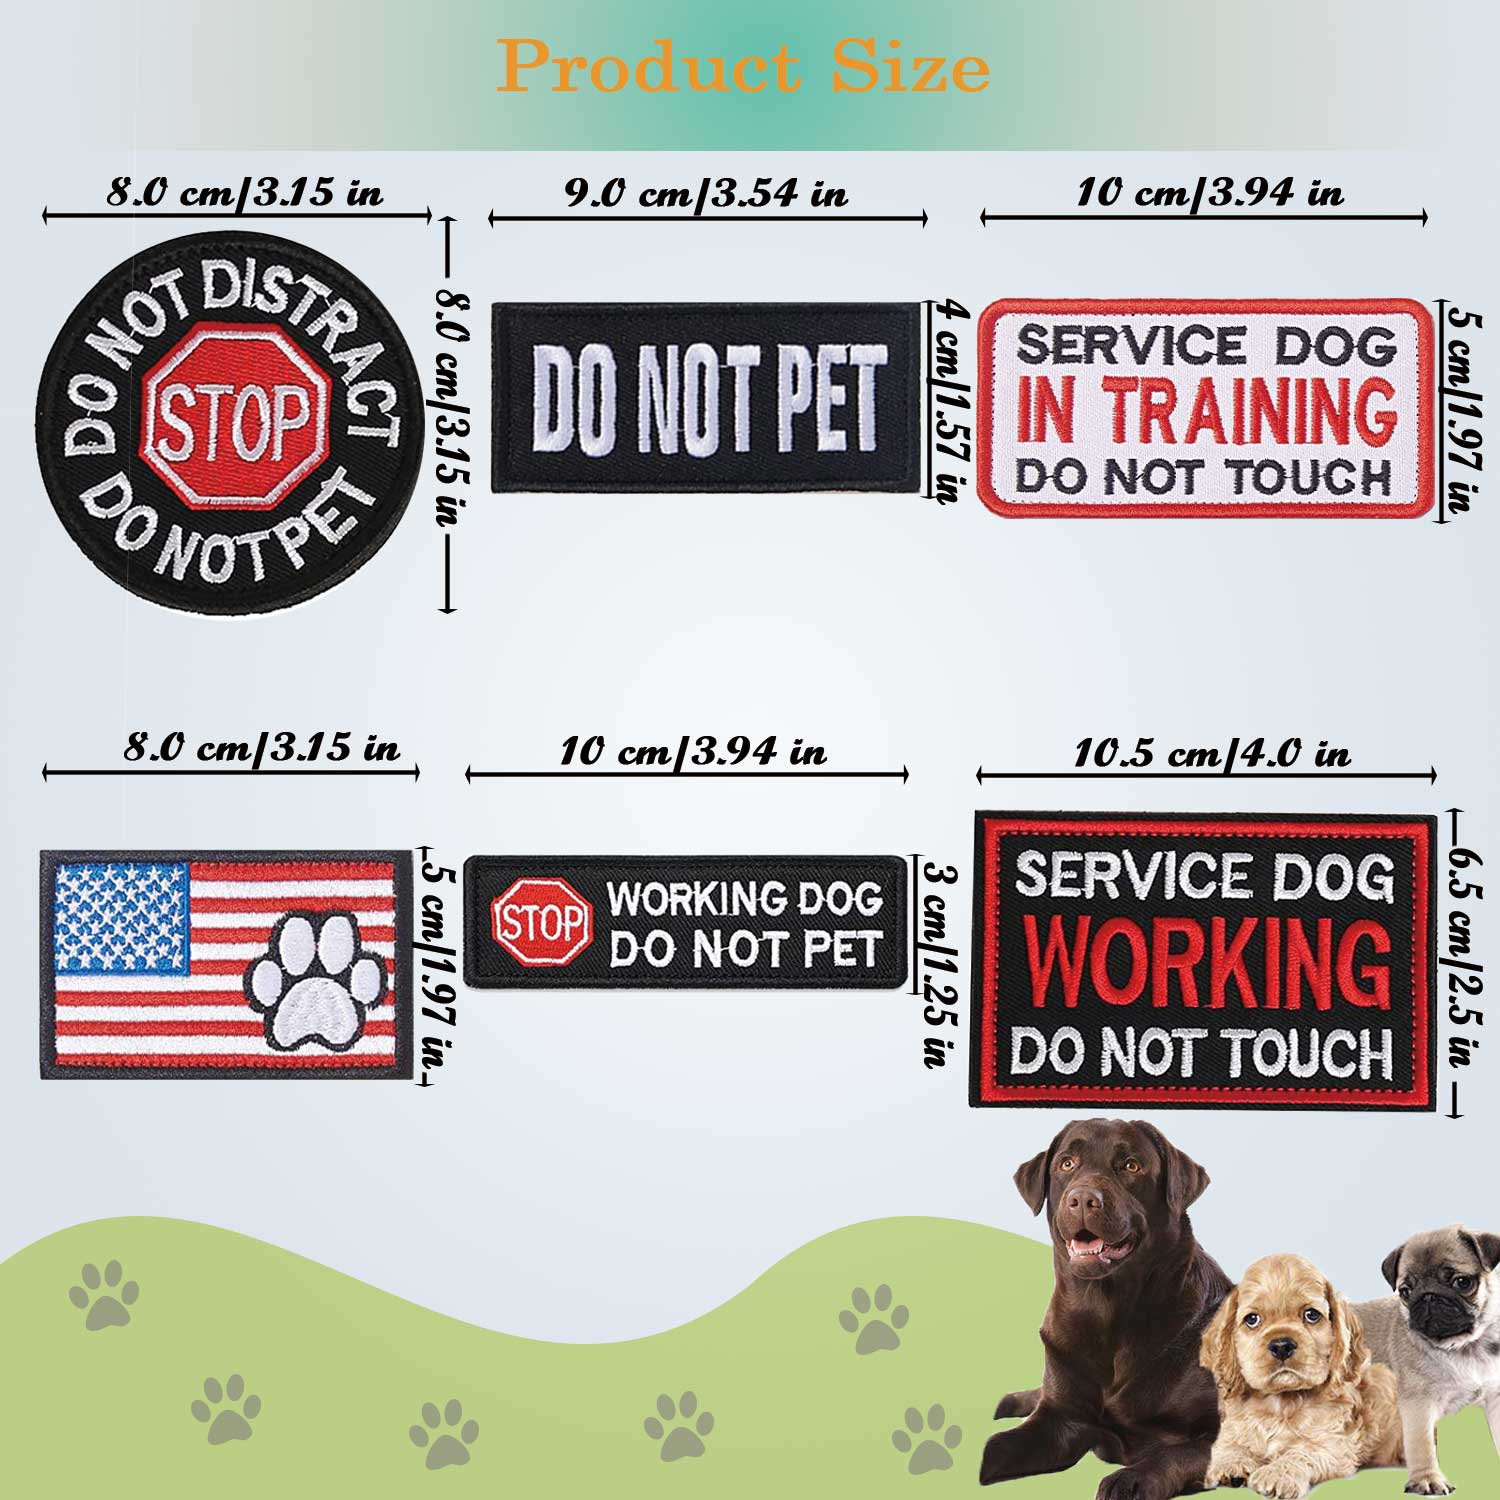 Product Size
8.0 cm/3.15 in
8.0 cm/3.15 in
DO NOT DISTRACT
STOP
DO NOT PET
9.0 cm/3.54 in
4 cm/1.57 in
DO NOT PET
10 cm/3.94 in
5 cm/1.97 in
SERVICE DOG
IN TRAINING
DO NOT TOUCH
8.0 cm/3.15 in
5 cm/1.97 in
10 cm/3.94 in
3 cm/1.25 in
STOP
WORKING DOG
DO NOT PET
10.5 cm/4.0 in
6.5 cm/2.5 in
SERVICE DOG
WORKING
DO NOT TOUCH